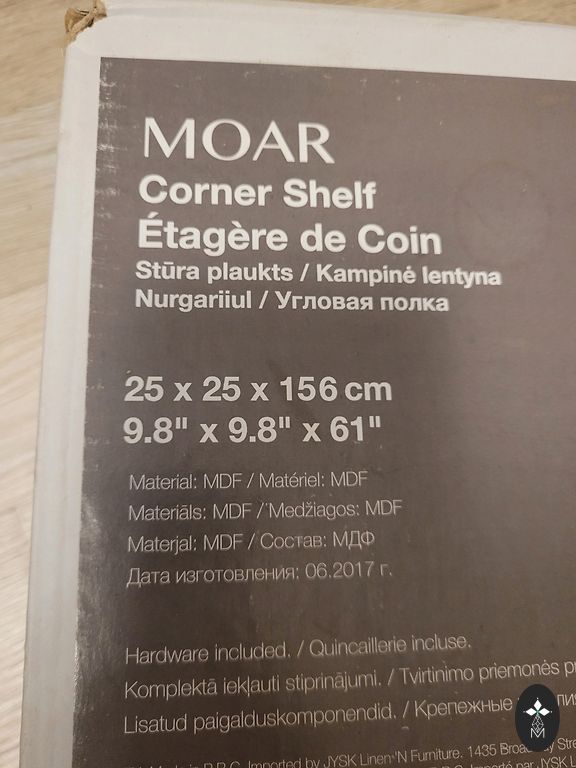 MOAR
Corner Shelf
Étagère de Coin
Stūra plaukts / Kampinė lentyna
Nurgariiul / Угловая полка
25 x 25 x 156 cm
9.8" x 9.8" x 61"
Material: MDF / Matériel: MDF
Materiāls: MDF / Medžiagos: MDF
Materjal: MDF / Состав: МДФ
Дата изготовления: 06.2017 г.
Hardware included. / Quincaillerie incluse.
Komplektā iekļauti stiprinājumi. / Tvirtinimo priemonės
Lisatud paigalduskomponendid. / Крепежные
Imported by JYSK Linen-'N Furniture. 1435
M